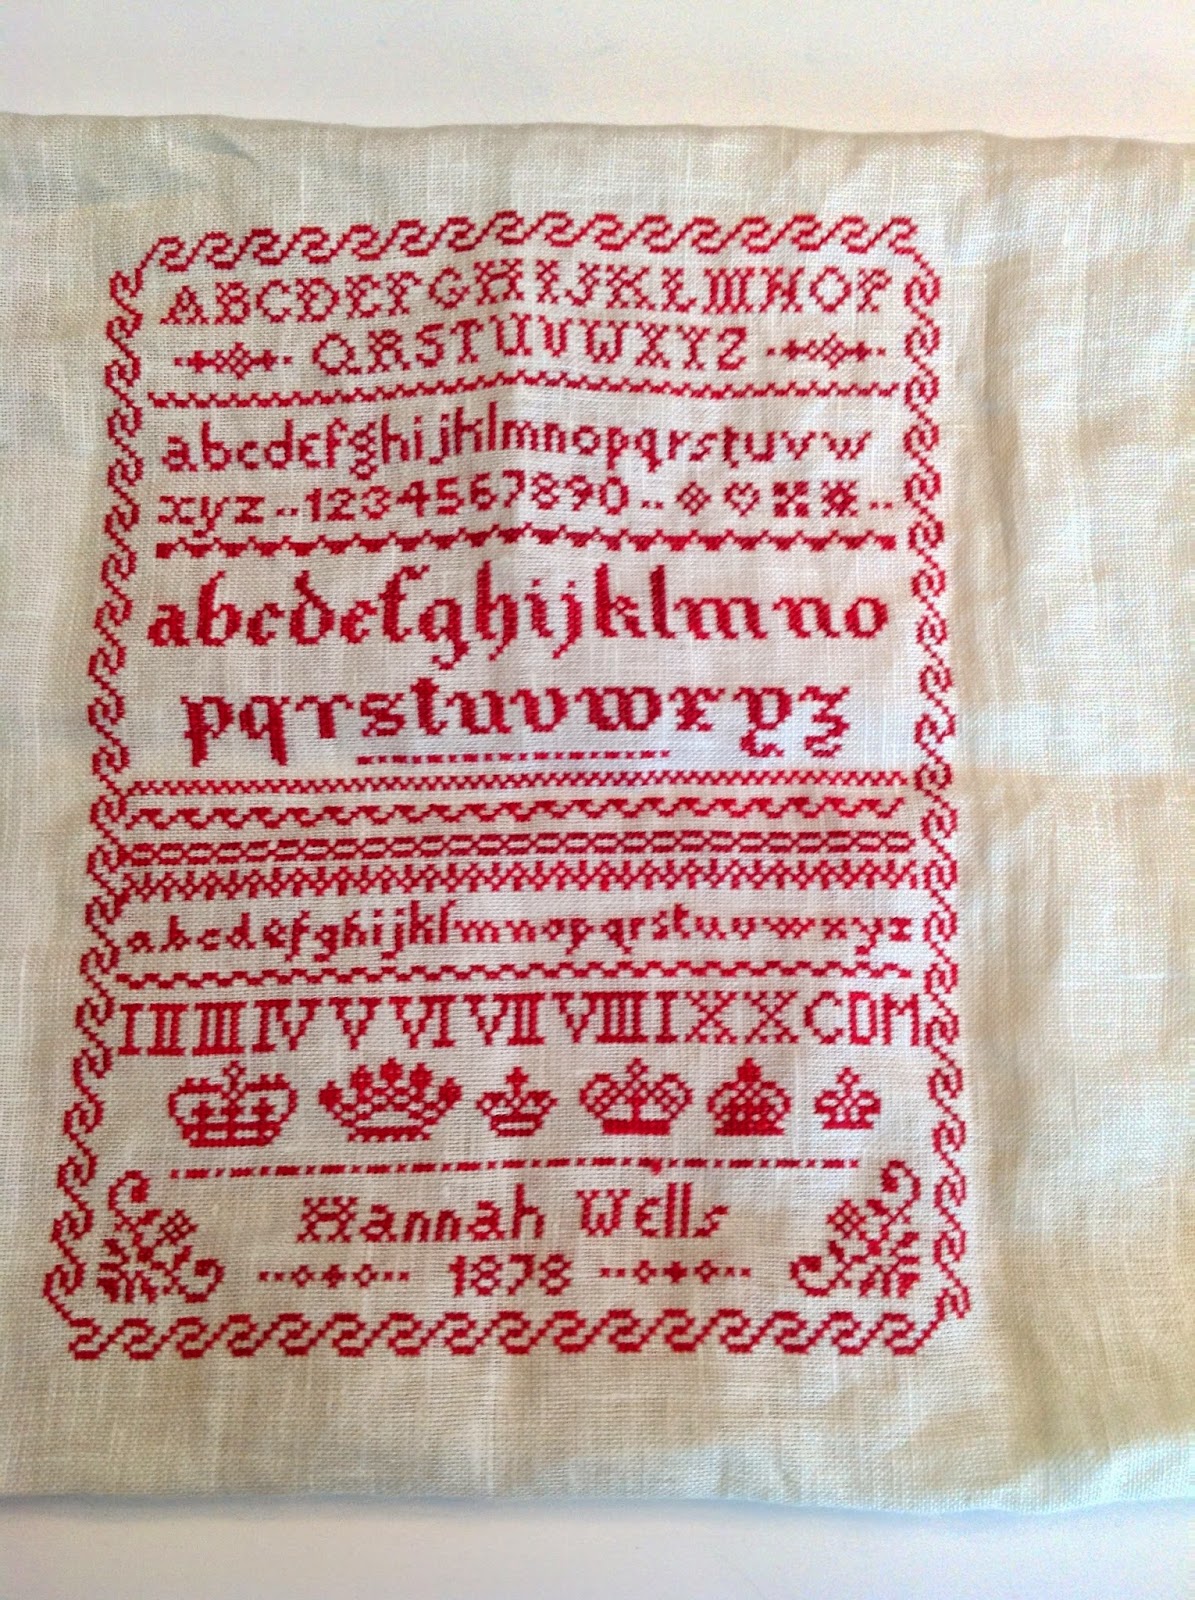 ABCDEFGHIJKLMNOP
QRSTUVWXYZ
abcdefghijklmnopqrstuvw
xyz..1234567890..
abcdefghijklmno
pqrstuvwxyz
abcdefghijklmnopqrstuvwxyz
I II III IV V VI VII VIII IX X C D M
Hannah Wells
1878